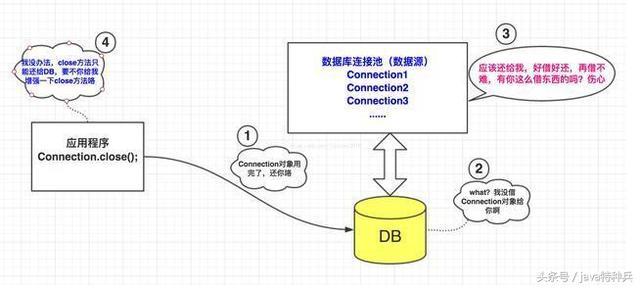 ④
我没办法，close方法只
能还给DB，要不你给我
增强一下close方法咯
数据库连接池（数据源）
Connection1
Connection2
Connection3
......
③
应该还给我，好借好还，再借不
难，有你这么借东西的吗？伤心
应用程序
Connection.close();
①
Connection对象用
完了，还你咯
②
what？我没借
Connection对象给
你啊
DB
头条号/java特种兵